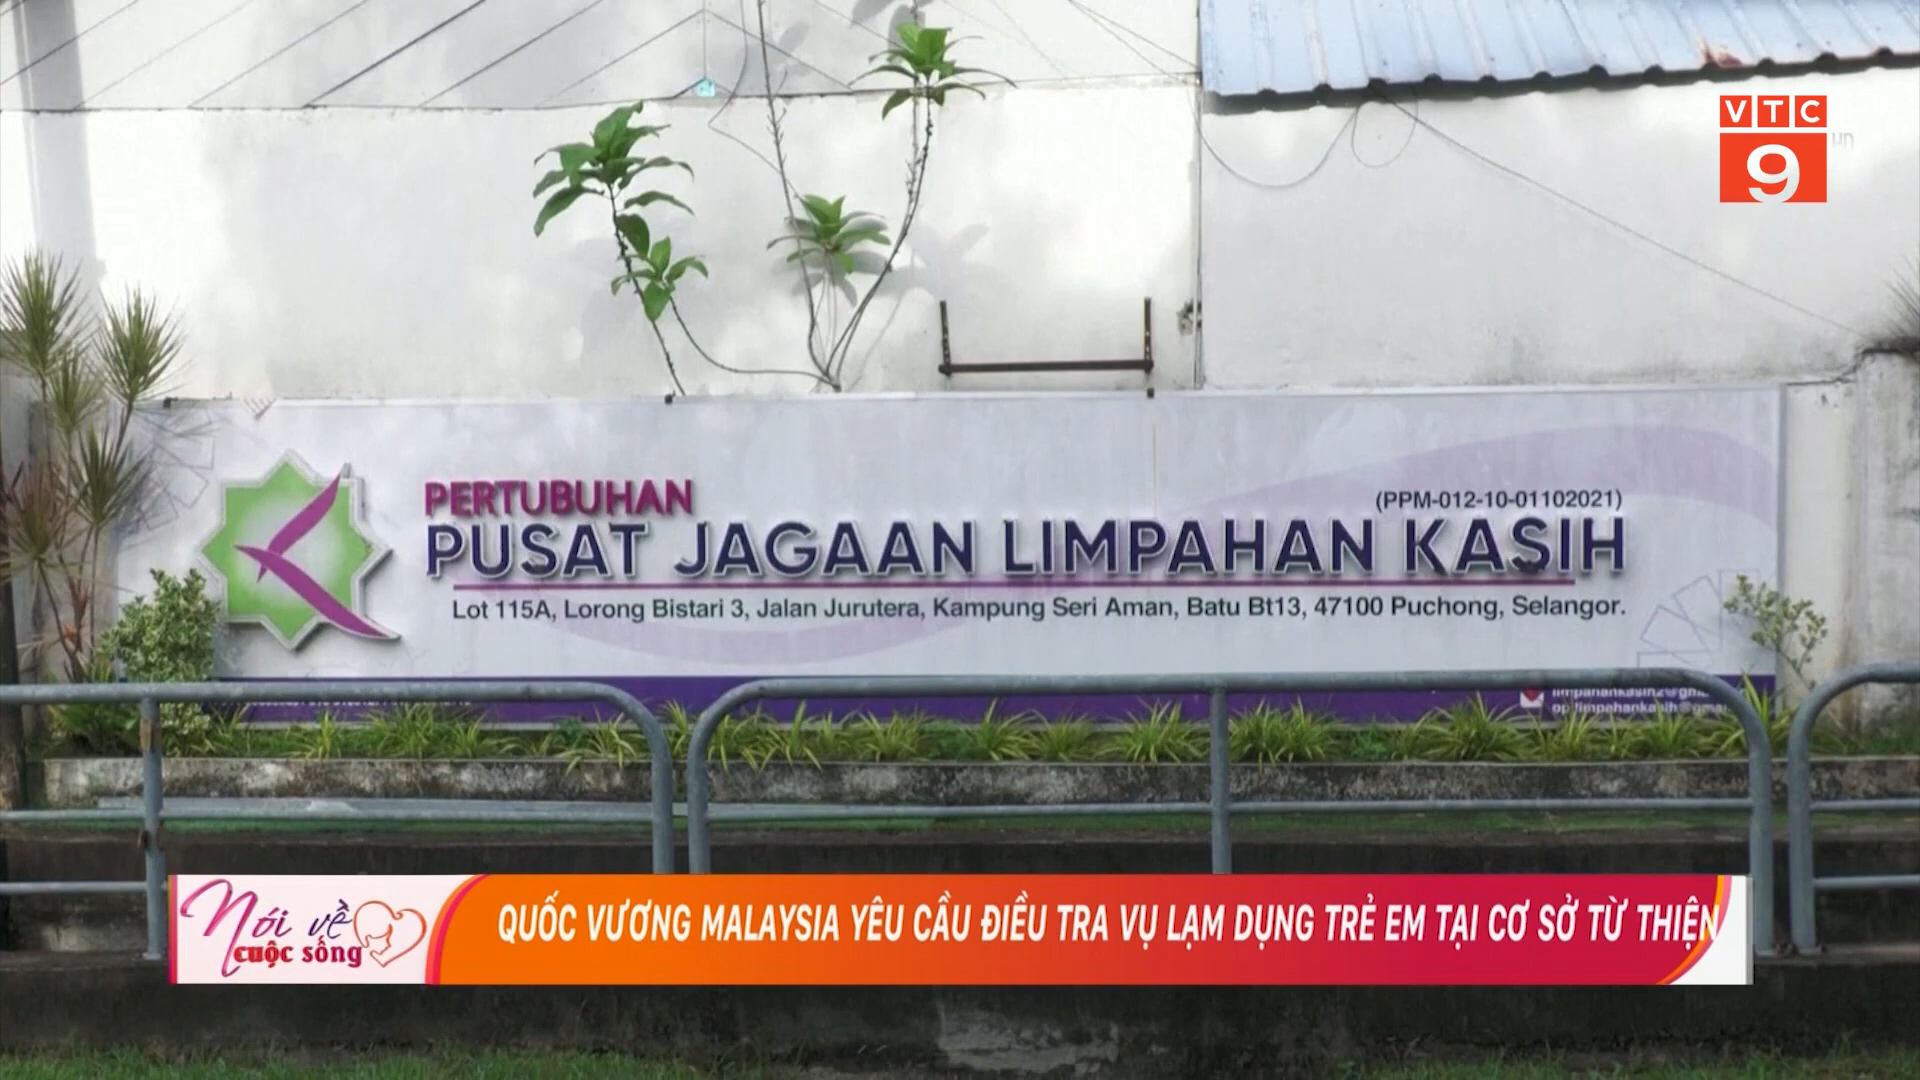 VTC
9
PERTUBUHAN
(PPM-012-10-01102021)
PUSAT JAGAAN LIMPAHAN KASIH
Lot 115A, Lorong Bistari 3, Jalan Jurutera, Kampung Seri Aman, Batu Bt13, 47100 Puchong, Selangor.
Nói về
cuộc sống
QUỐC VƯƠNG MALAYSIA YÊU CẦU ĐIỀU TRA VỤ LẠM DỤNG TRẺ EM TẠI CƠ SỞ TỪ THIỆN